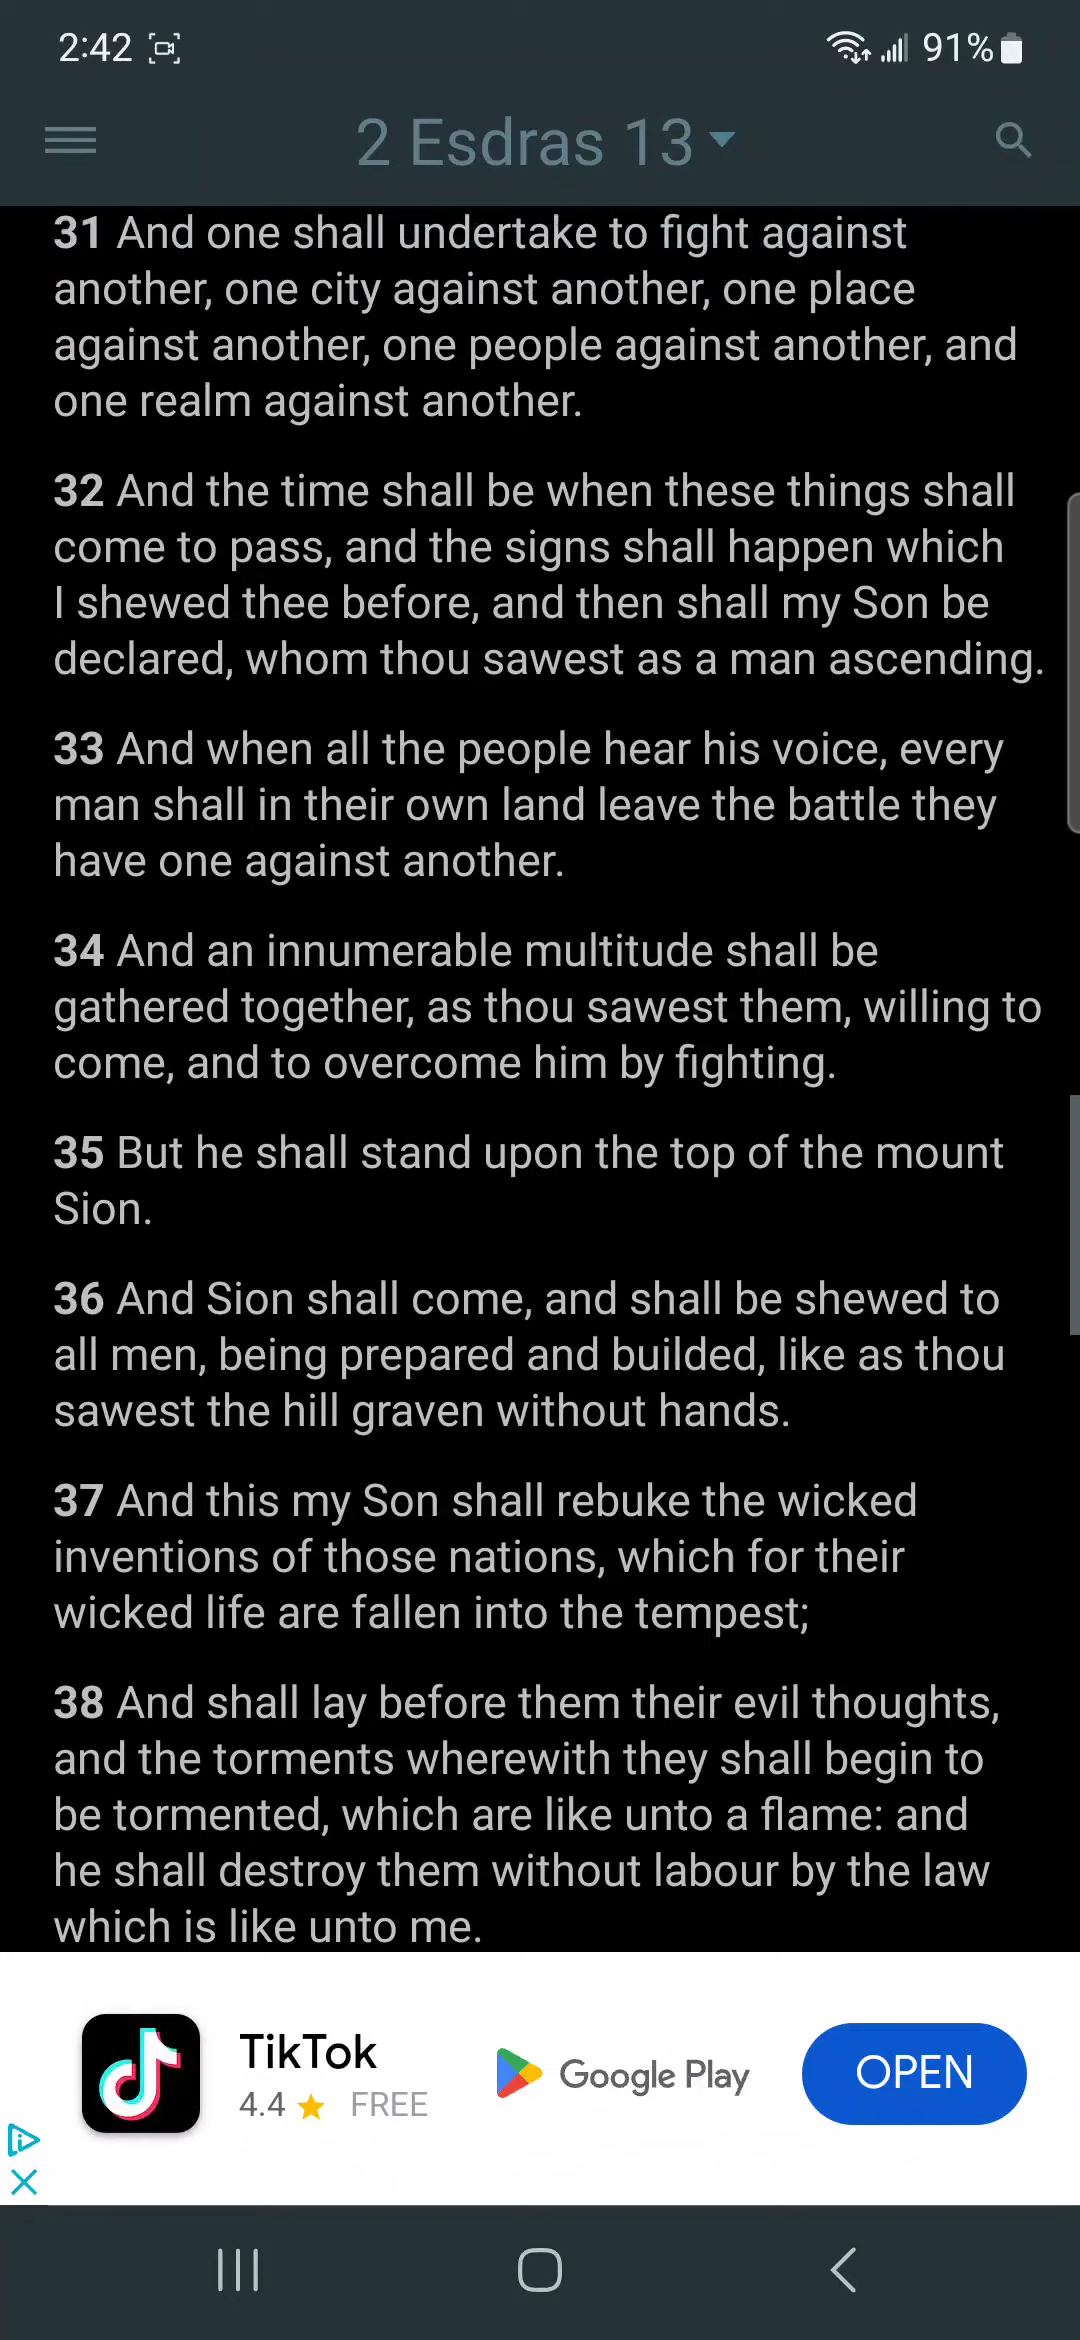 2:42
91%
2 Esdras 13
31 And one shall undertake to fight against
another, one city against another, one place
against another, one people against another, and
one realm against another.
32 And the time shall be when these things shall
come to pass, and the signs shall happen which
I shewed thee before, and then shall my Son be
declared, whom thou sawest as a man ascending.
33 And when all the people hear his voice, every
man shall in their own land leave the battle they
have one against another.
34 And an innumerable multitude shall be
gathered together, as thou sawest them, willing to
come, and to overcome him by fighting.
35 But he shall stand upon the top of the mount
Sion.
36 And Sion shall come, and shall be shewed to
all men, being prepared and builded, like as thou
sawest the hill graven without hands.
37 And this my Son shall rebuke the wicked
inventions of those nations, which for their
wicked life are fallen into the tempest;
38 And shall lay before them their evil thoughts,
and the torments wherewith they shall begin to
be tormented, which are like unto a flame: and
he shall destroy them without labour by the law
which is like unto me.
TikTok
4.4 FREE
Google Play
OPEN